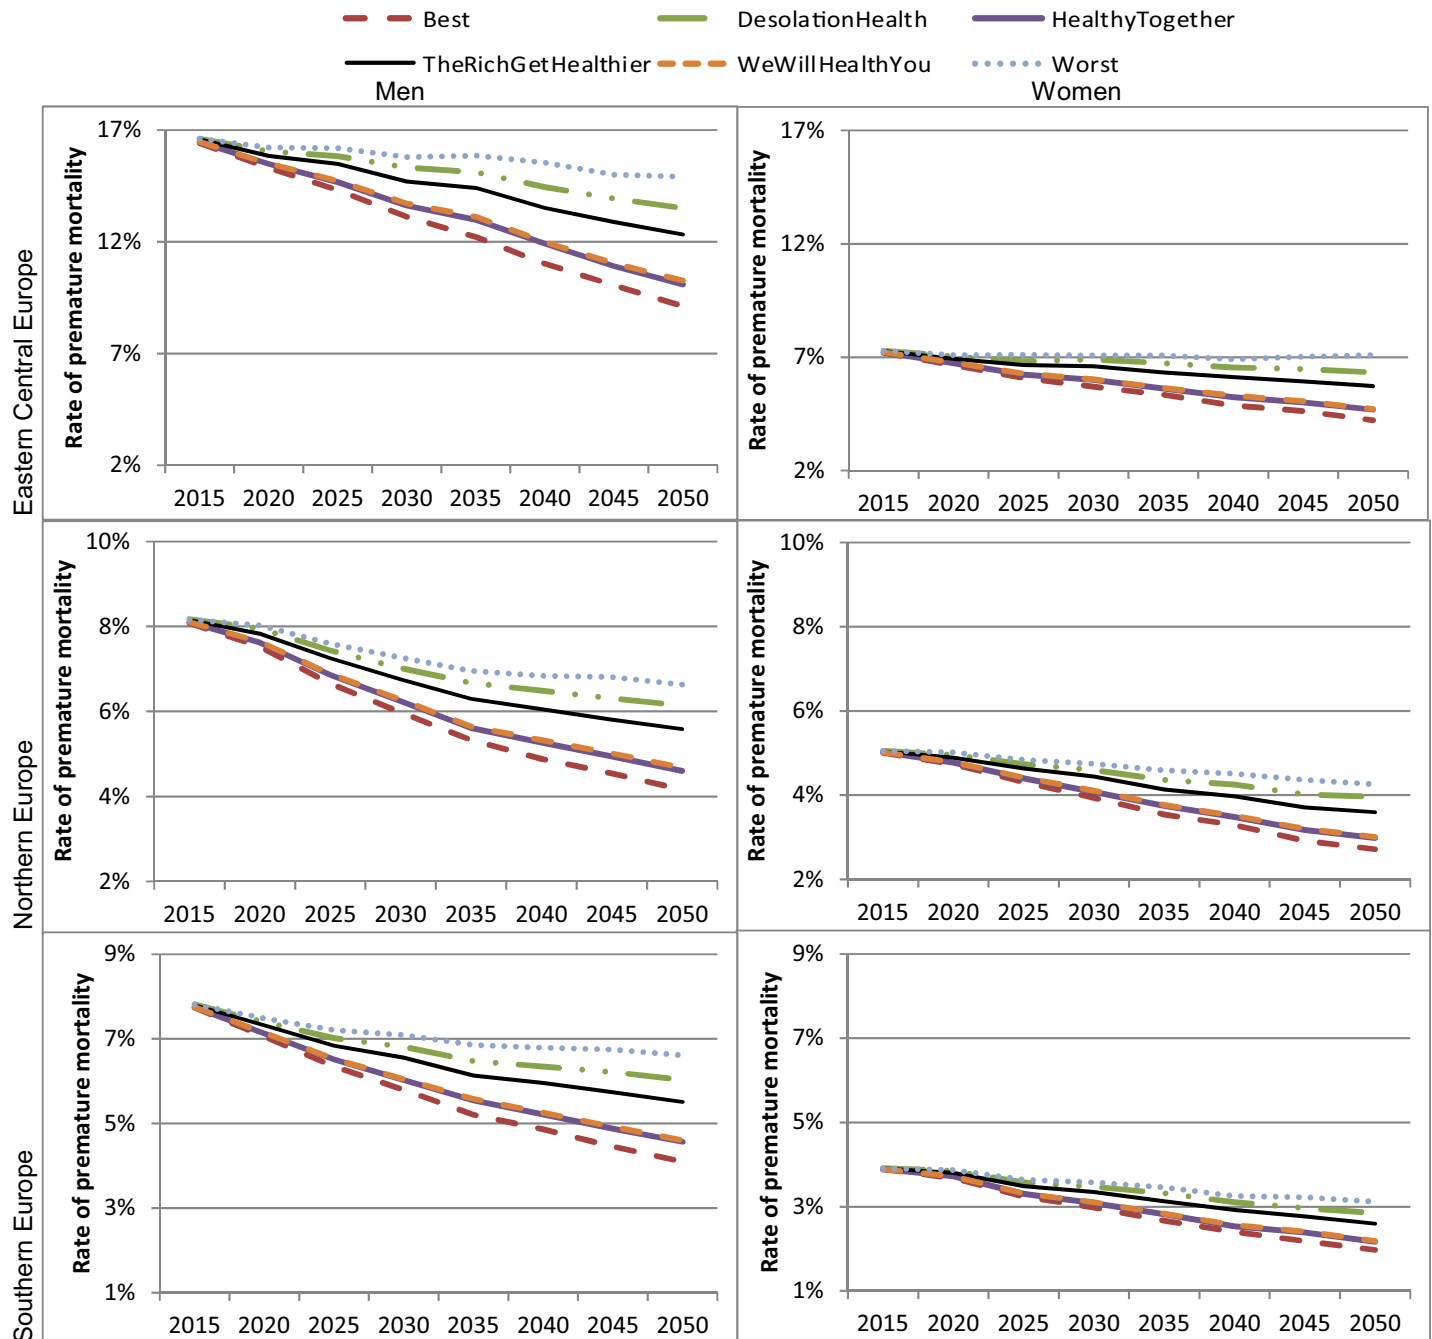 Best DesolationHealth HealthyTogether
TheRichGetHealthier WeWillHealthYou Worst
Men Women
Eastern Central Europe
Rate of premature mortality
17%
12%
7%
2%
2015 2020 2025 2030 2035 2040 2045 2050
Rate of premature mortality
17%
12%
7%
2%
2015 2020 2025 2030 2035 2040 2045 2050
Northern Europe
Rate of premature mortality
10%
8%
6%
4%
2%
2015 2020 2025 2030 2035 2040 2045 2050
Rate of premature mortality
10%
8%
6%
4%
2%
2015 2020 2025 2030 2035 2040 2045 2050
Southern Europe
Rate of premature mortality
9%
7%
5%
3%
1%
2015 2020 2025 2030 2035 2040 2045 2050
Rate of premature mortality
9%
7%
5%
3%
1%
2015 2020 2025 2030 2035 2040 2045 2050